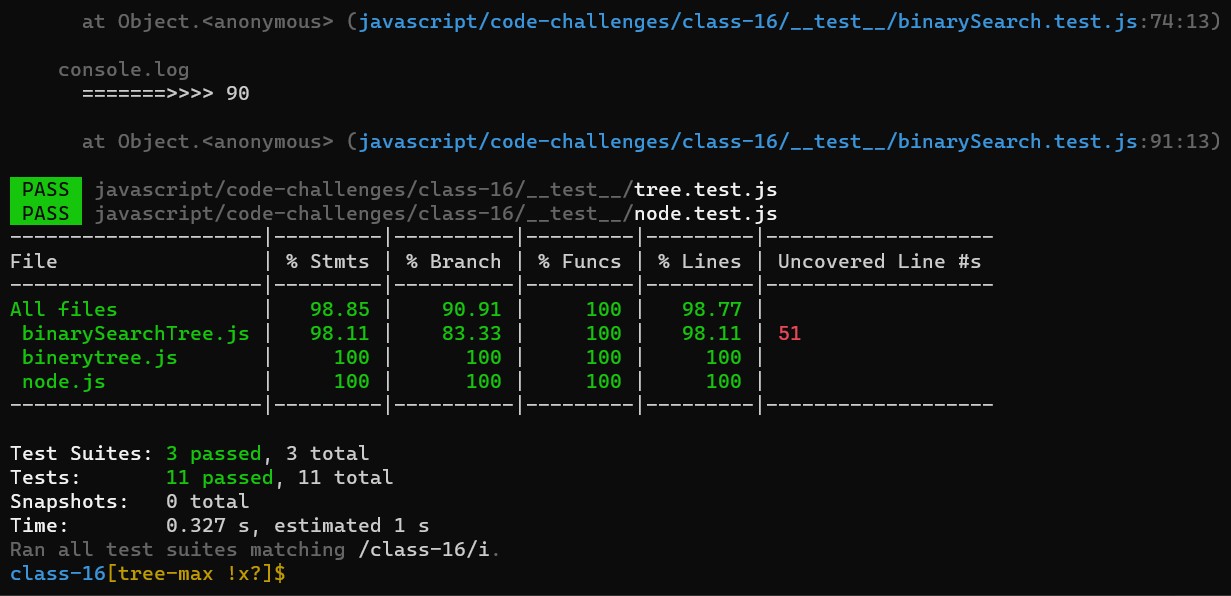 at Object.<anonymous> (javascript/code-challenges/class-16/__test__/binarySearch.test.js:74:13)
console.log
=======>>>> 90
at Object.<anonymous> (javascript/code-challenges/class-16/__test__/binarySearch.test.js:91:13)
PASS javascript/code-challenges/class-16/__test__/tree.test.js
PASS javascript/code-challenges/class-16/__test__/node.test.js
---------------------|---------|----------|---------|---------|-------------------
File                 | % Stmts | % Branch | % Funcs | % Lines | Uncovered Line #s
---------------------|---------|----------|---------|---------|-------------------
All files            |   98.85 |    90.91 |     100 |   98.77 |
 binarySearchTree.js |   98.11 |    83.33 |     100 |   98.11 | 51
 binerytree.js       |     100 |      100 |     100 |     100 |
 node.js             |     100 |      100 |     100 |     100 |
---------------------|---------|----------|---------|---------|-------------------
Test Suites: 3 passed, 3 total
Tests:       11 passed, 11 total
Snapshots:   0 total
Time:        0.327 s, estimated 1 s
Ran all test suites matching /class-16/i.
class-16[tree-max !x?]$